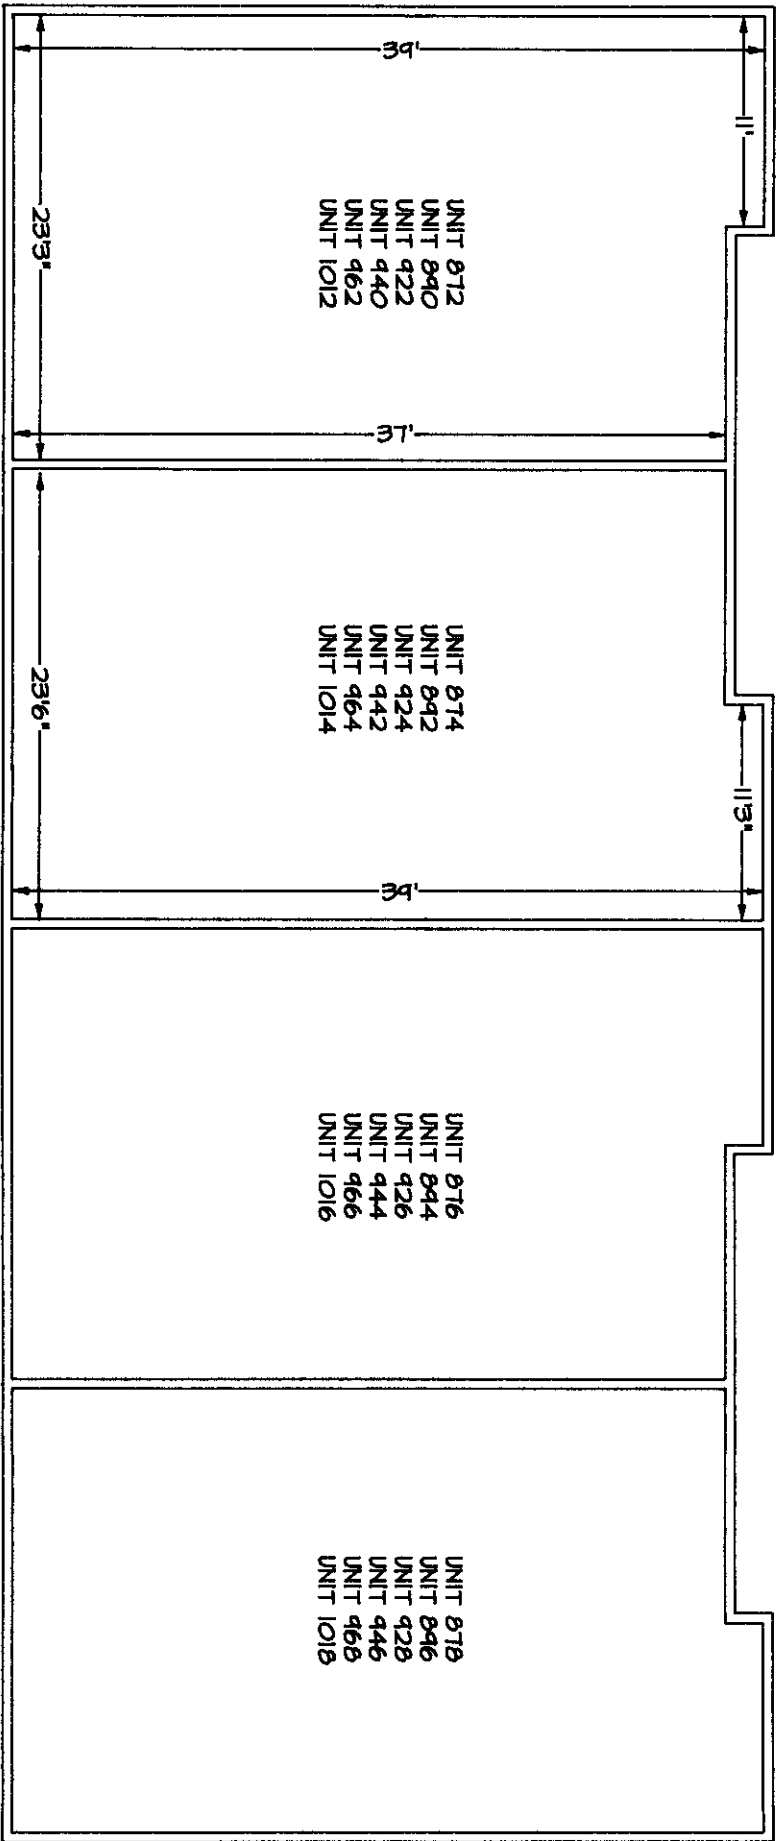 39'
11'
UNIT 872
UNIT 890
UNIT 922
UNIT 940
UNIT 962
UNIT 1012
23'3"
37'
UNIT 874
UNIT 892
UNIT 924
UNIT 942
UNIT 964
UNIT 1014
23'6"
11'3"
39'
UNIT 876
UNIT 894
UNIT 926
UNIT 944
UNIT 966
UNIT 1016
UNIT 878
UNIT 896
UNIT 928
UNIT 946
UNIT 968
UNIT 1018